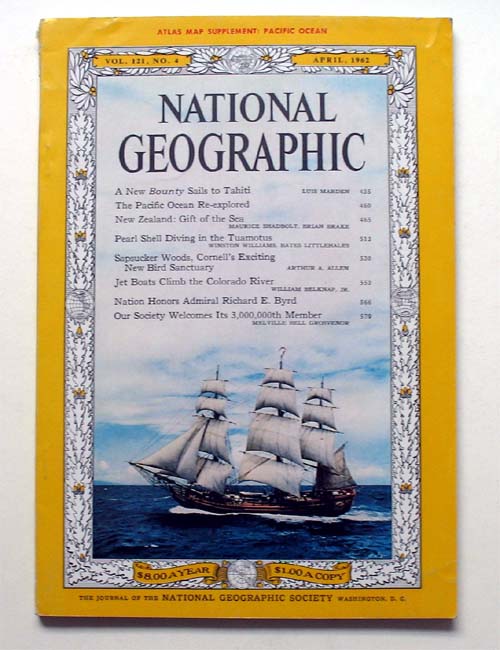 ATLAS MAP SUPPLEMENT: PACIFIC OCEAN
VOL. 121, NO. 4 APRIL, 1962
NATIONAL
GEOGRAPHIC
A New Bounty Sails to Tahiti LUIS MARDEN 435
The Pacific Ocean Re-explored 460
New Zealand: Gift of the Sea 465
MAURICE SHADBOLT, BRIAN BRAKE
Pearl Shell Diving in the Tuamotus 533
WINSTON WILLIAMS, BATES LITTLEHALES
Sapsucker Woods, Cornell's Exciting 530
New Bird Sanctuary ARTHUR A. ALLEN
Jet Boats Climb the Colorado River 553
WILLIAM BELKNAP, JR.
Nation Honors Admiral Richard E. Byrd 566
Our Society Welcomes Its 3,000,000th Member 579
MELVILLE BELL GROSVENOR
$8.00 A YEAR $1.00 A COPY
THE JOURNAL OF THE NATIONAL GEOGRAPHIC SOCIETY WASHINGTON, D. C.